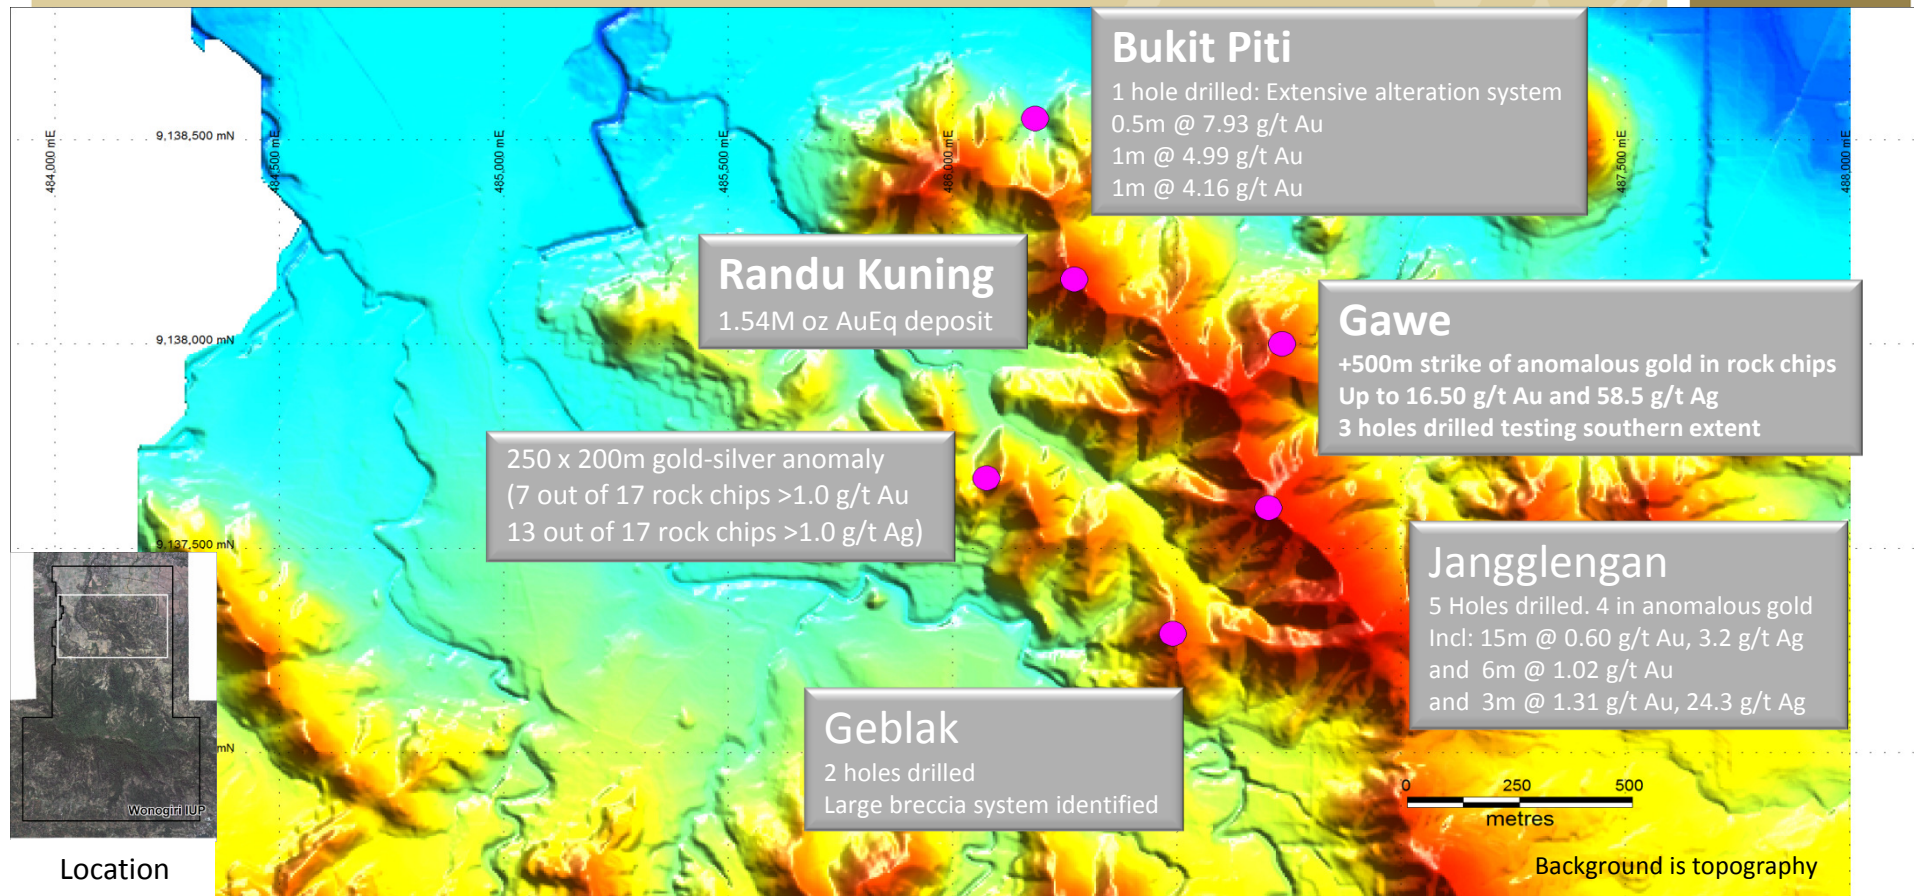 Bukit Piti
1 hole drilled: Extensive alteration system
0.5m @ 7.93 g/t Au
1m @ 4.99 g/t Au
1m @ 4.16 g/t Au
9,138,500 mN
484,000 mE
484,500 mE
485,000 mE
485,500 mE
486,000 mE
487,500 mE
488,000 mE
Randu Kuning
1.54M oz AuEq deposit
9,138,000 mN
Gawe
+500m strike of anomalous gold in rock chips
Up to 16.50 g/t Au and 58.5 g/t Ag
3 holes drilled testing southern extent
250 x 200m gold-silver anomaly
(7 out of 17 rock chips >1.0 g/t Au
13 out of 17 rock chips >1.0 g/t Ag)
9,137,500 mN
Jangglengan
5 Holes drilled. 4 in anomalous gold
Incl: 15m @ 0.60 g/t Au, 3.2 g/t Ag
and 6m @ 1.02 g/t Au
and 3m @ 1.31 g/t Au, 24.3 g/t Ag
mN
Geblak
2 holes drilled
Large breccia system identified
0 250 500
metres
Wonogiri IUP
Location
Background is topography